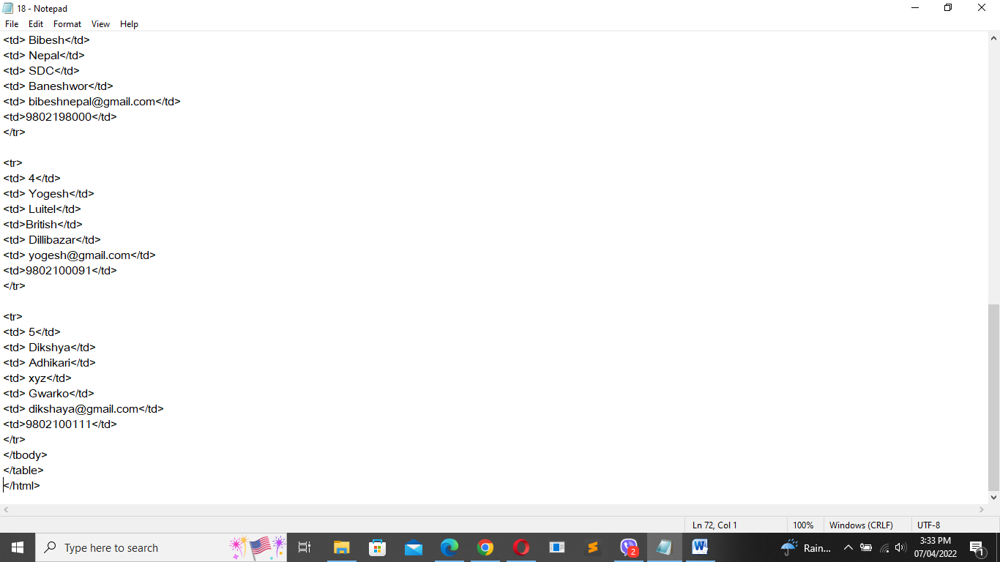 18 - Notepad
File Edit Format View Help
<td> Bibesh</td>
<td> Nepal</td>
<td> SDC</td>
<td> Baneshwor</td>
<td> bibeshnepal@gmail.com</td>
<td>9802198000</td>
</tr>
<tr>
<td> 4</td>
<td> Yogesh</td>
<td> Luitel</td>
<td>British</td>
<td> Dillibazar</td>
<td> yogesh@gmail.com</td>
<td>9802100091</td>
</tr>
<tr>
<td> 5</td>
<td> Dikshya</td>
<td> Adhikari</td>
<td> xyz</td>
<td> Gwarko</td>
<td> dikshaya@gmail.com</td>
<td>9802100111</td>
</tr>
</tbody>
</table>
</html>
Ln 72, Col 1 100% Windows (CRLF) UTF-8
Type here to search 2 W Rain... 3:33 PM 1
07/04/2022